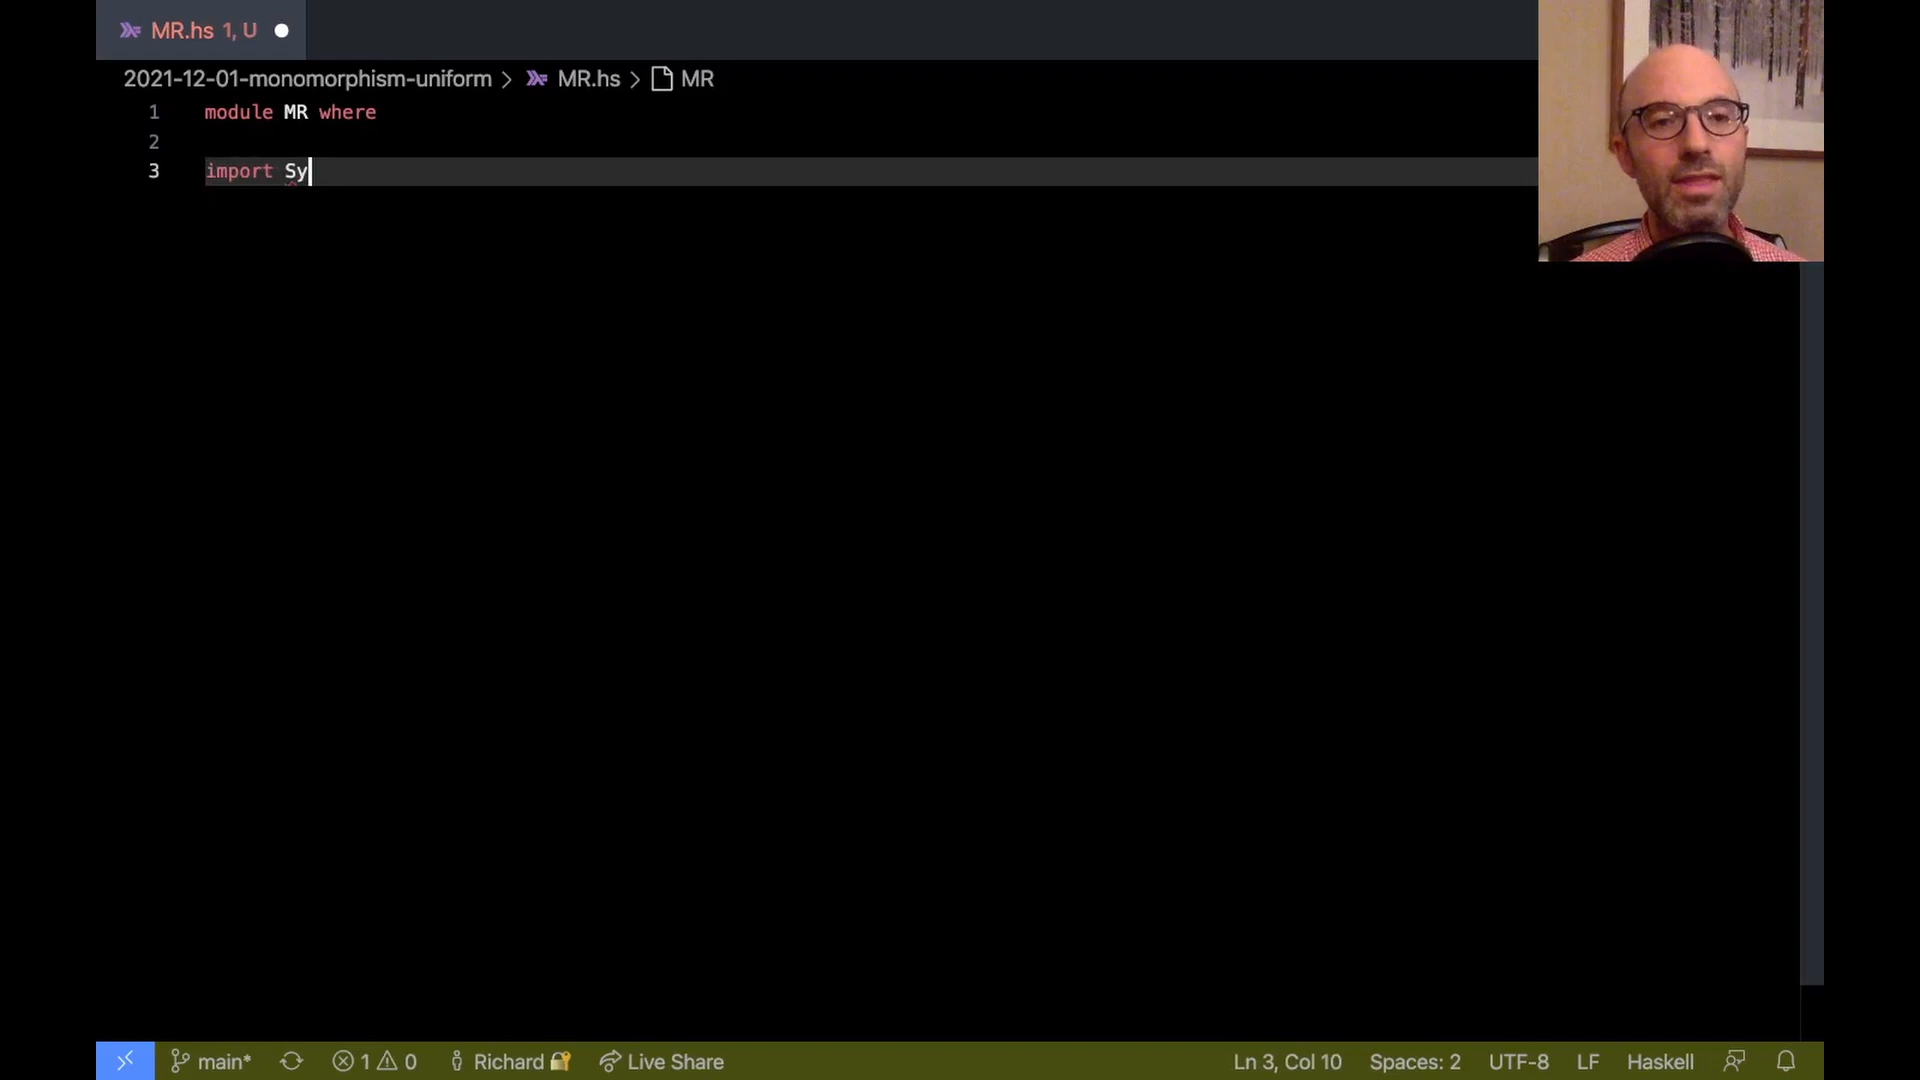 MR.hs 1, U
2021-12-01-monomorphism-uniform > MR.hs > MR
1 module MR where
2
3 import Sy
main* 1 0 Richard Live Share Ln 3, Col 10 Spaces: 2 UTF-8 LF Haskell